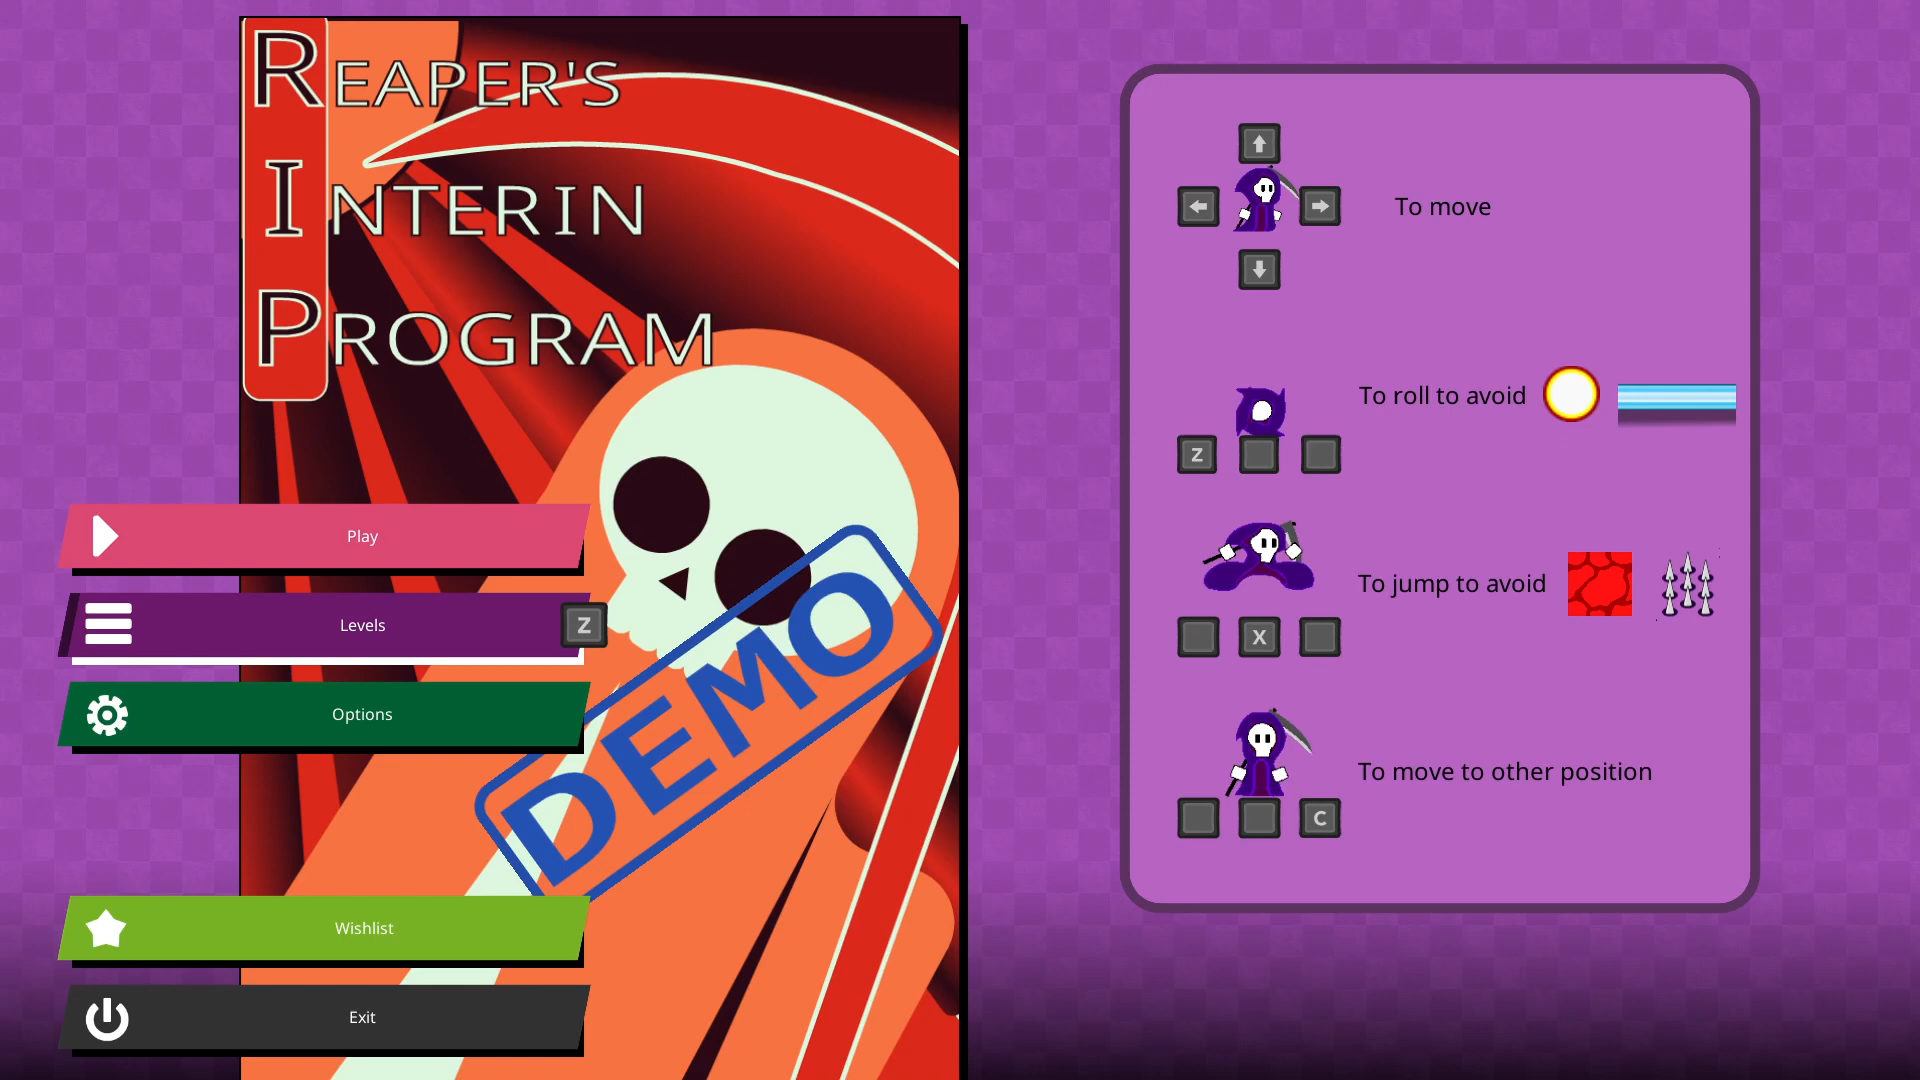 REAPER'S
INTERIN
PROGRAM
Play
Levels
Z
Options
DEMO
Wishlist
Exit
To move
To roll to avoid
Z
To jump to avoid
X
To move to other position
C